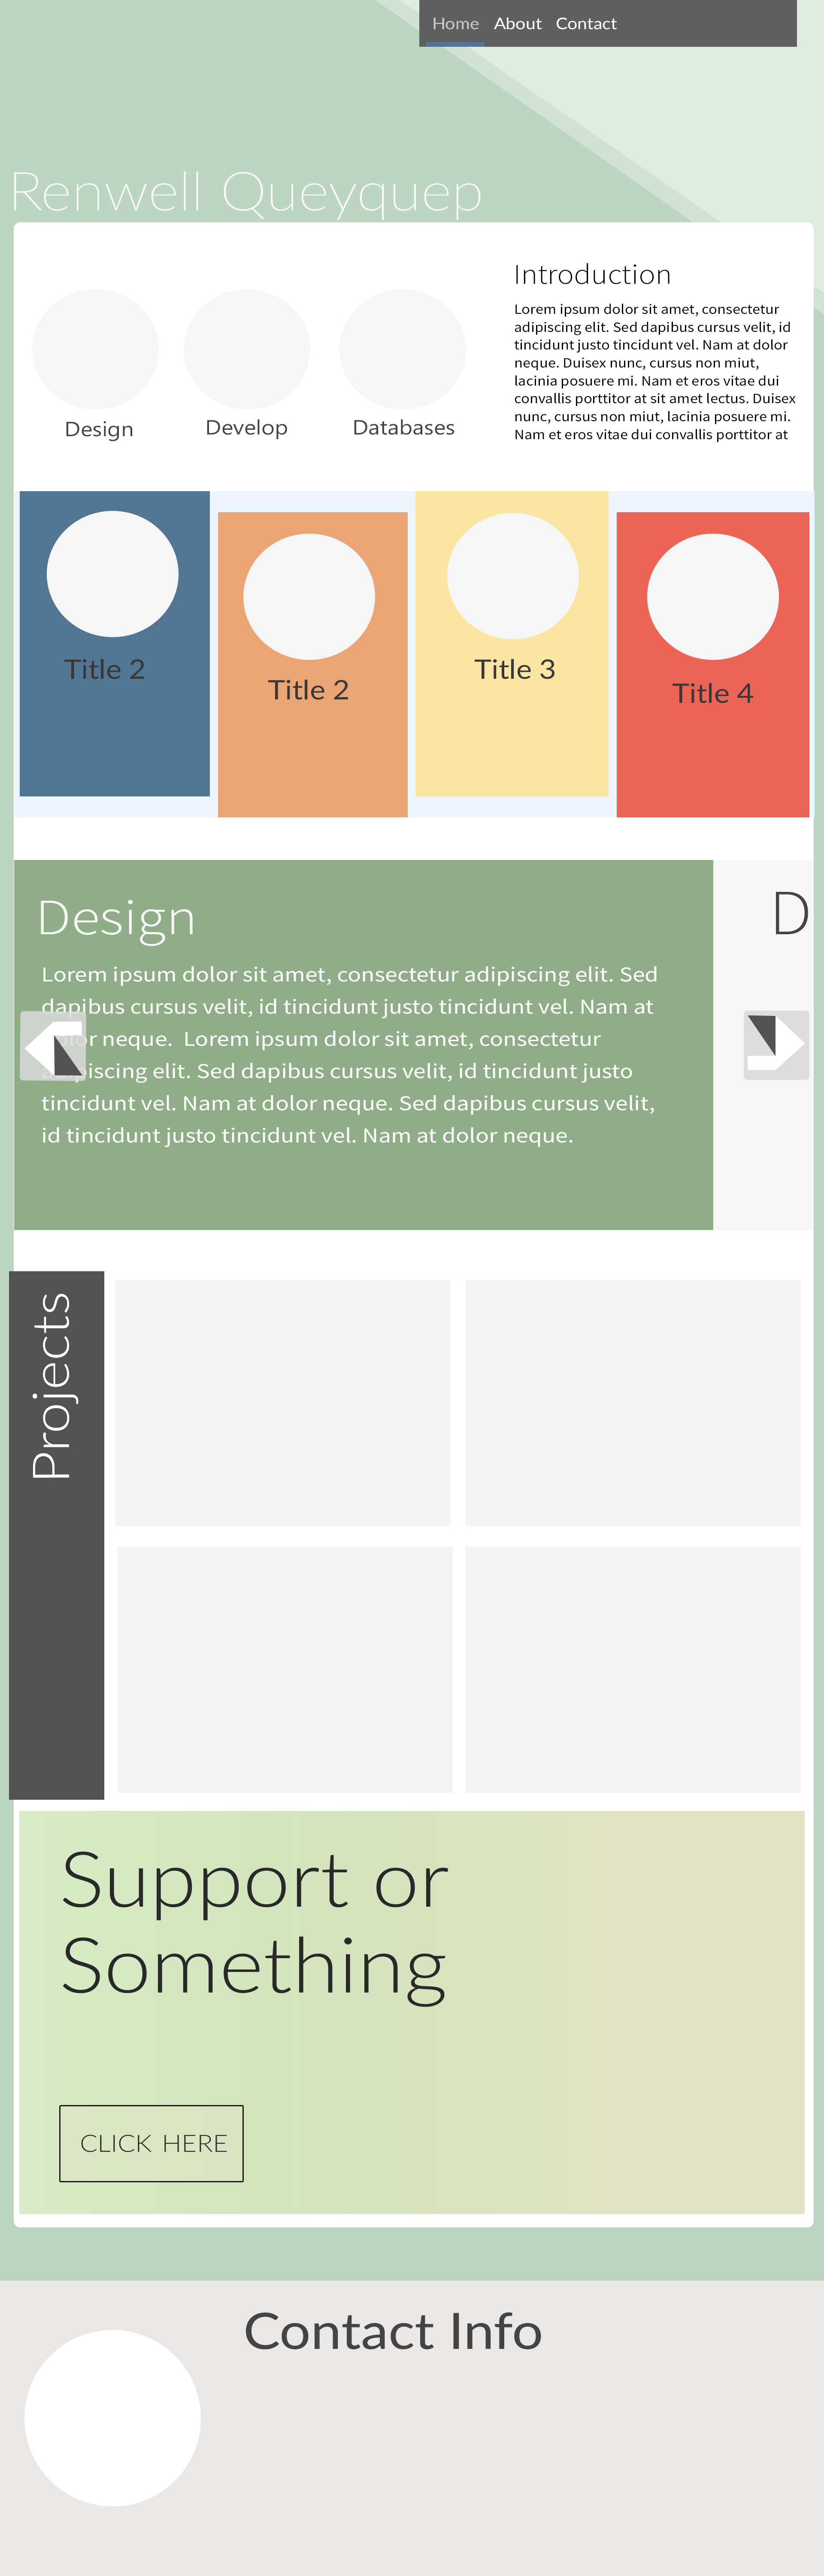 Home About Contact
Renwell Queyquep
Introduction
Lorem ipsum dolor sit amet, consectetur
adipiscing elit. Sed dapibus cursus velit, id
tincidunt justo tincidunt vel. Nam at dolor
neque. Duisex nunc, cursus non miut,
lacinia posuere mi. Nam et eros vitae dui
convallis porttitor at sit amet lectus. Duisex
nunc, cursus non miut, lacinia posuere mi.
Nam et eros vitae dui convallis porttitor at
Design
Develop
Databases
Title 2
Title 2
Title 3
Title 4
Design
Lorem ipsum dolor sit amet, consectetur adipiscing elit. Sed
dapibus cursus velit, id tincidunt justo tincidunt vel. Nam at
dolor neque.  Lorem ipsum dolor sit amet, consectetur
adipiscing elit. Sed dapibus cursus velit, id tincidunt justo
tincidunt vel. Nam at dolor neque. Sed dapibus cursus velit,
id tincidunt justo tincidunt vel. Nam at dolor neque.
D
Projects
Support or
Something
CLICK HERE
Contact Info